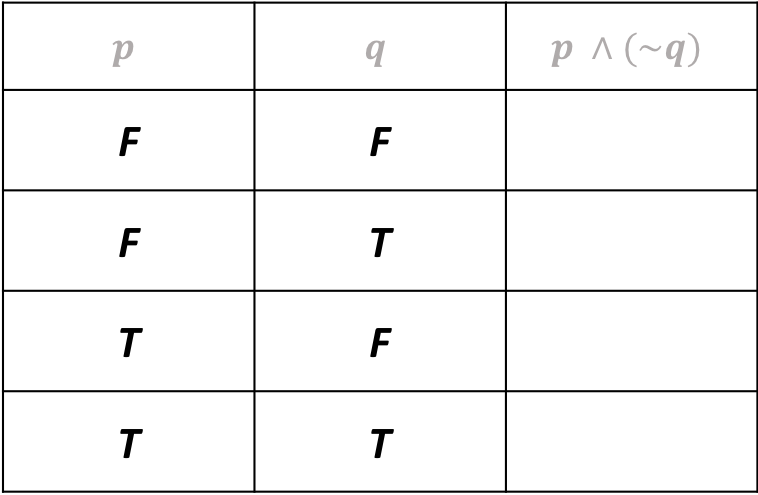 p q p ∧ (~q)
F F
F T
T F
T T